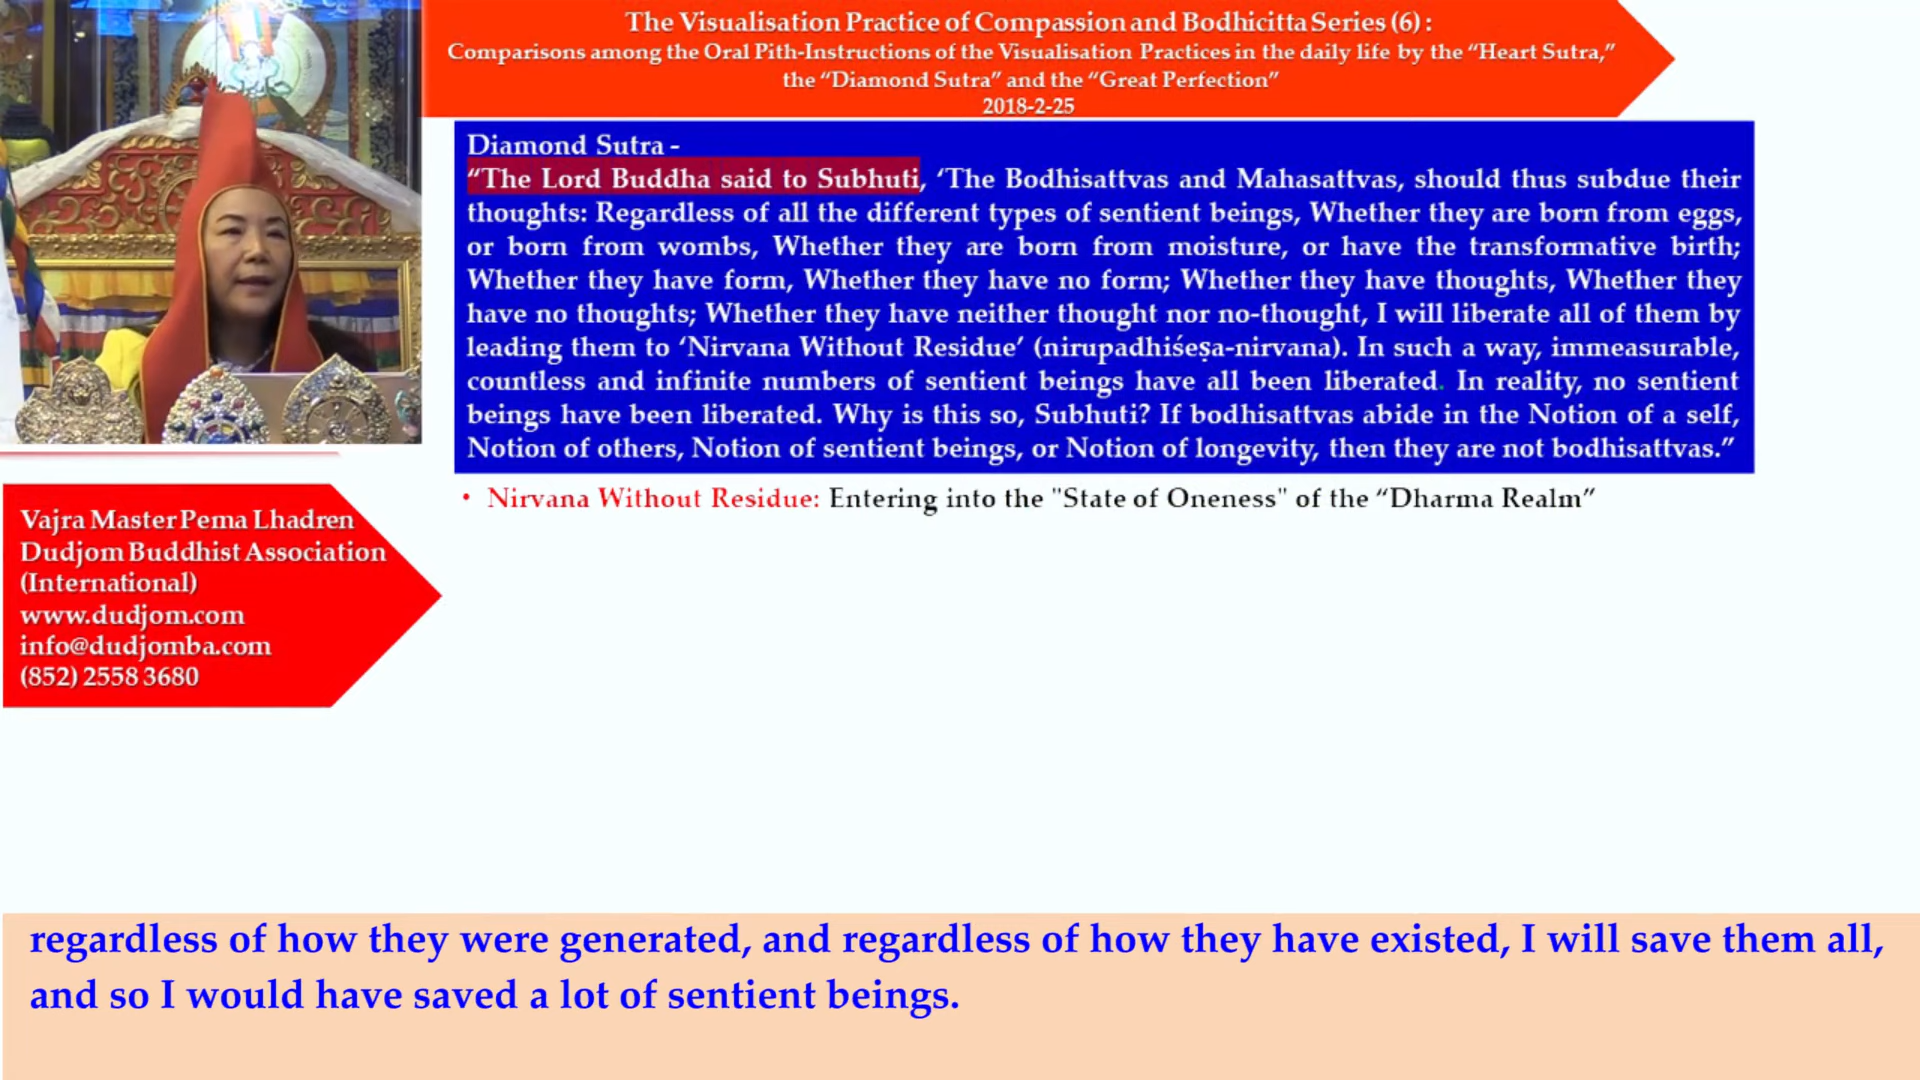 The Visualisation Practice of Compassion and Bodhicitta Series (6) :
Comparisons among the Oral Pith-Instructions of the Visualisation Practices in the daily life by the “Heart Sutra,”
the “Diamond Sutra” and the “Great Perfection”
2018-2-25
Diamond Sutra -
“The Lord Buddha said to Subhuti, ‘The Bodhisattvas and Mahasattvas, should thus subdue their
thoughts: Regardless of all the different types of sentient beings, Whether they are born from eggs,
or born from wombs, Whether they are born from moisture, or have the transformative birth;
Whether they have form, Whether they have no form; Whether they have thoughts, Whether they
have no thoughts; Whether they have neither thought nor no-thought, I will liberate all of them by
leading them to ‘Nirvana Without Residue’ (nirupadhiśeṣa-nirvana). In such a way, immeasurable,
countless and infinite numbers of sentient beings have all been liberated. In reality, no sentient
beings have been liberated. Why is this so, Subhuti? If bodhisattvas abide in the Notion of a self,
Notion of others, Notion of sentient beings, or Notion of longevity, then they are not bodhisattvas.”
• Nirvana Without Residue: Entering into the "State of Oneness" of the “Dharma Realm”
Vajra Master Pema Lhadren
Dudjom Buddhist Association
(International)
www.dudjom.com
info@dudjomba.com
(852) 2558 3680
regardless of how they were generated, and regardless of how they have existed, I will save them all,
and so I would have saved a lot of sentient beings.